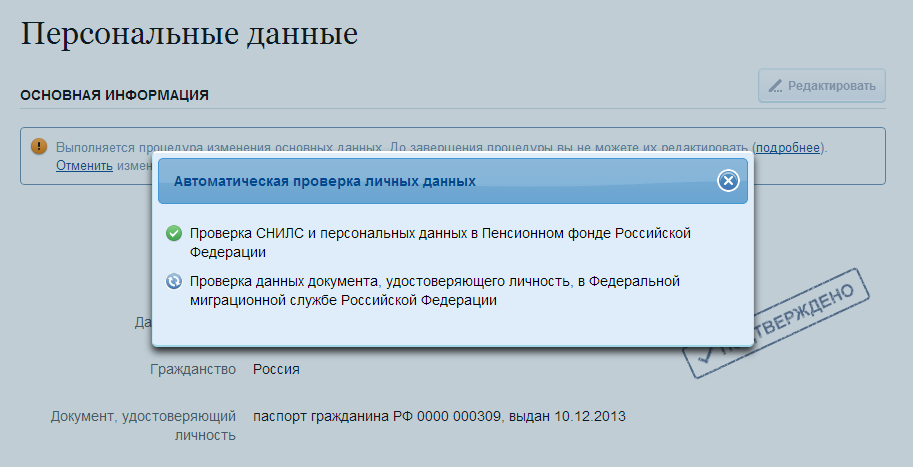 Персональные данные
ОСНОВНАЯ ИНФОРМАЦИЯ
Редактировать
Выполняется процедура изменения основных данных. До завершения процедуры вы не можете их редактировать (подробнее).
Отменить
Автоматическая проверка личных данных
Проверка СНИЛС и персональных данных в Пенсионном фонде Российской
Федерации
Проверка данных документа, удостоверяющего личность, в Федеральной
миграционной службе Российской Федерации
Гражданство Россия
Документ, удостоверяющий паспорт гражданина РФ 0000 000309, выдан 10.12.2013
личность